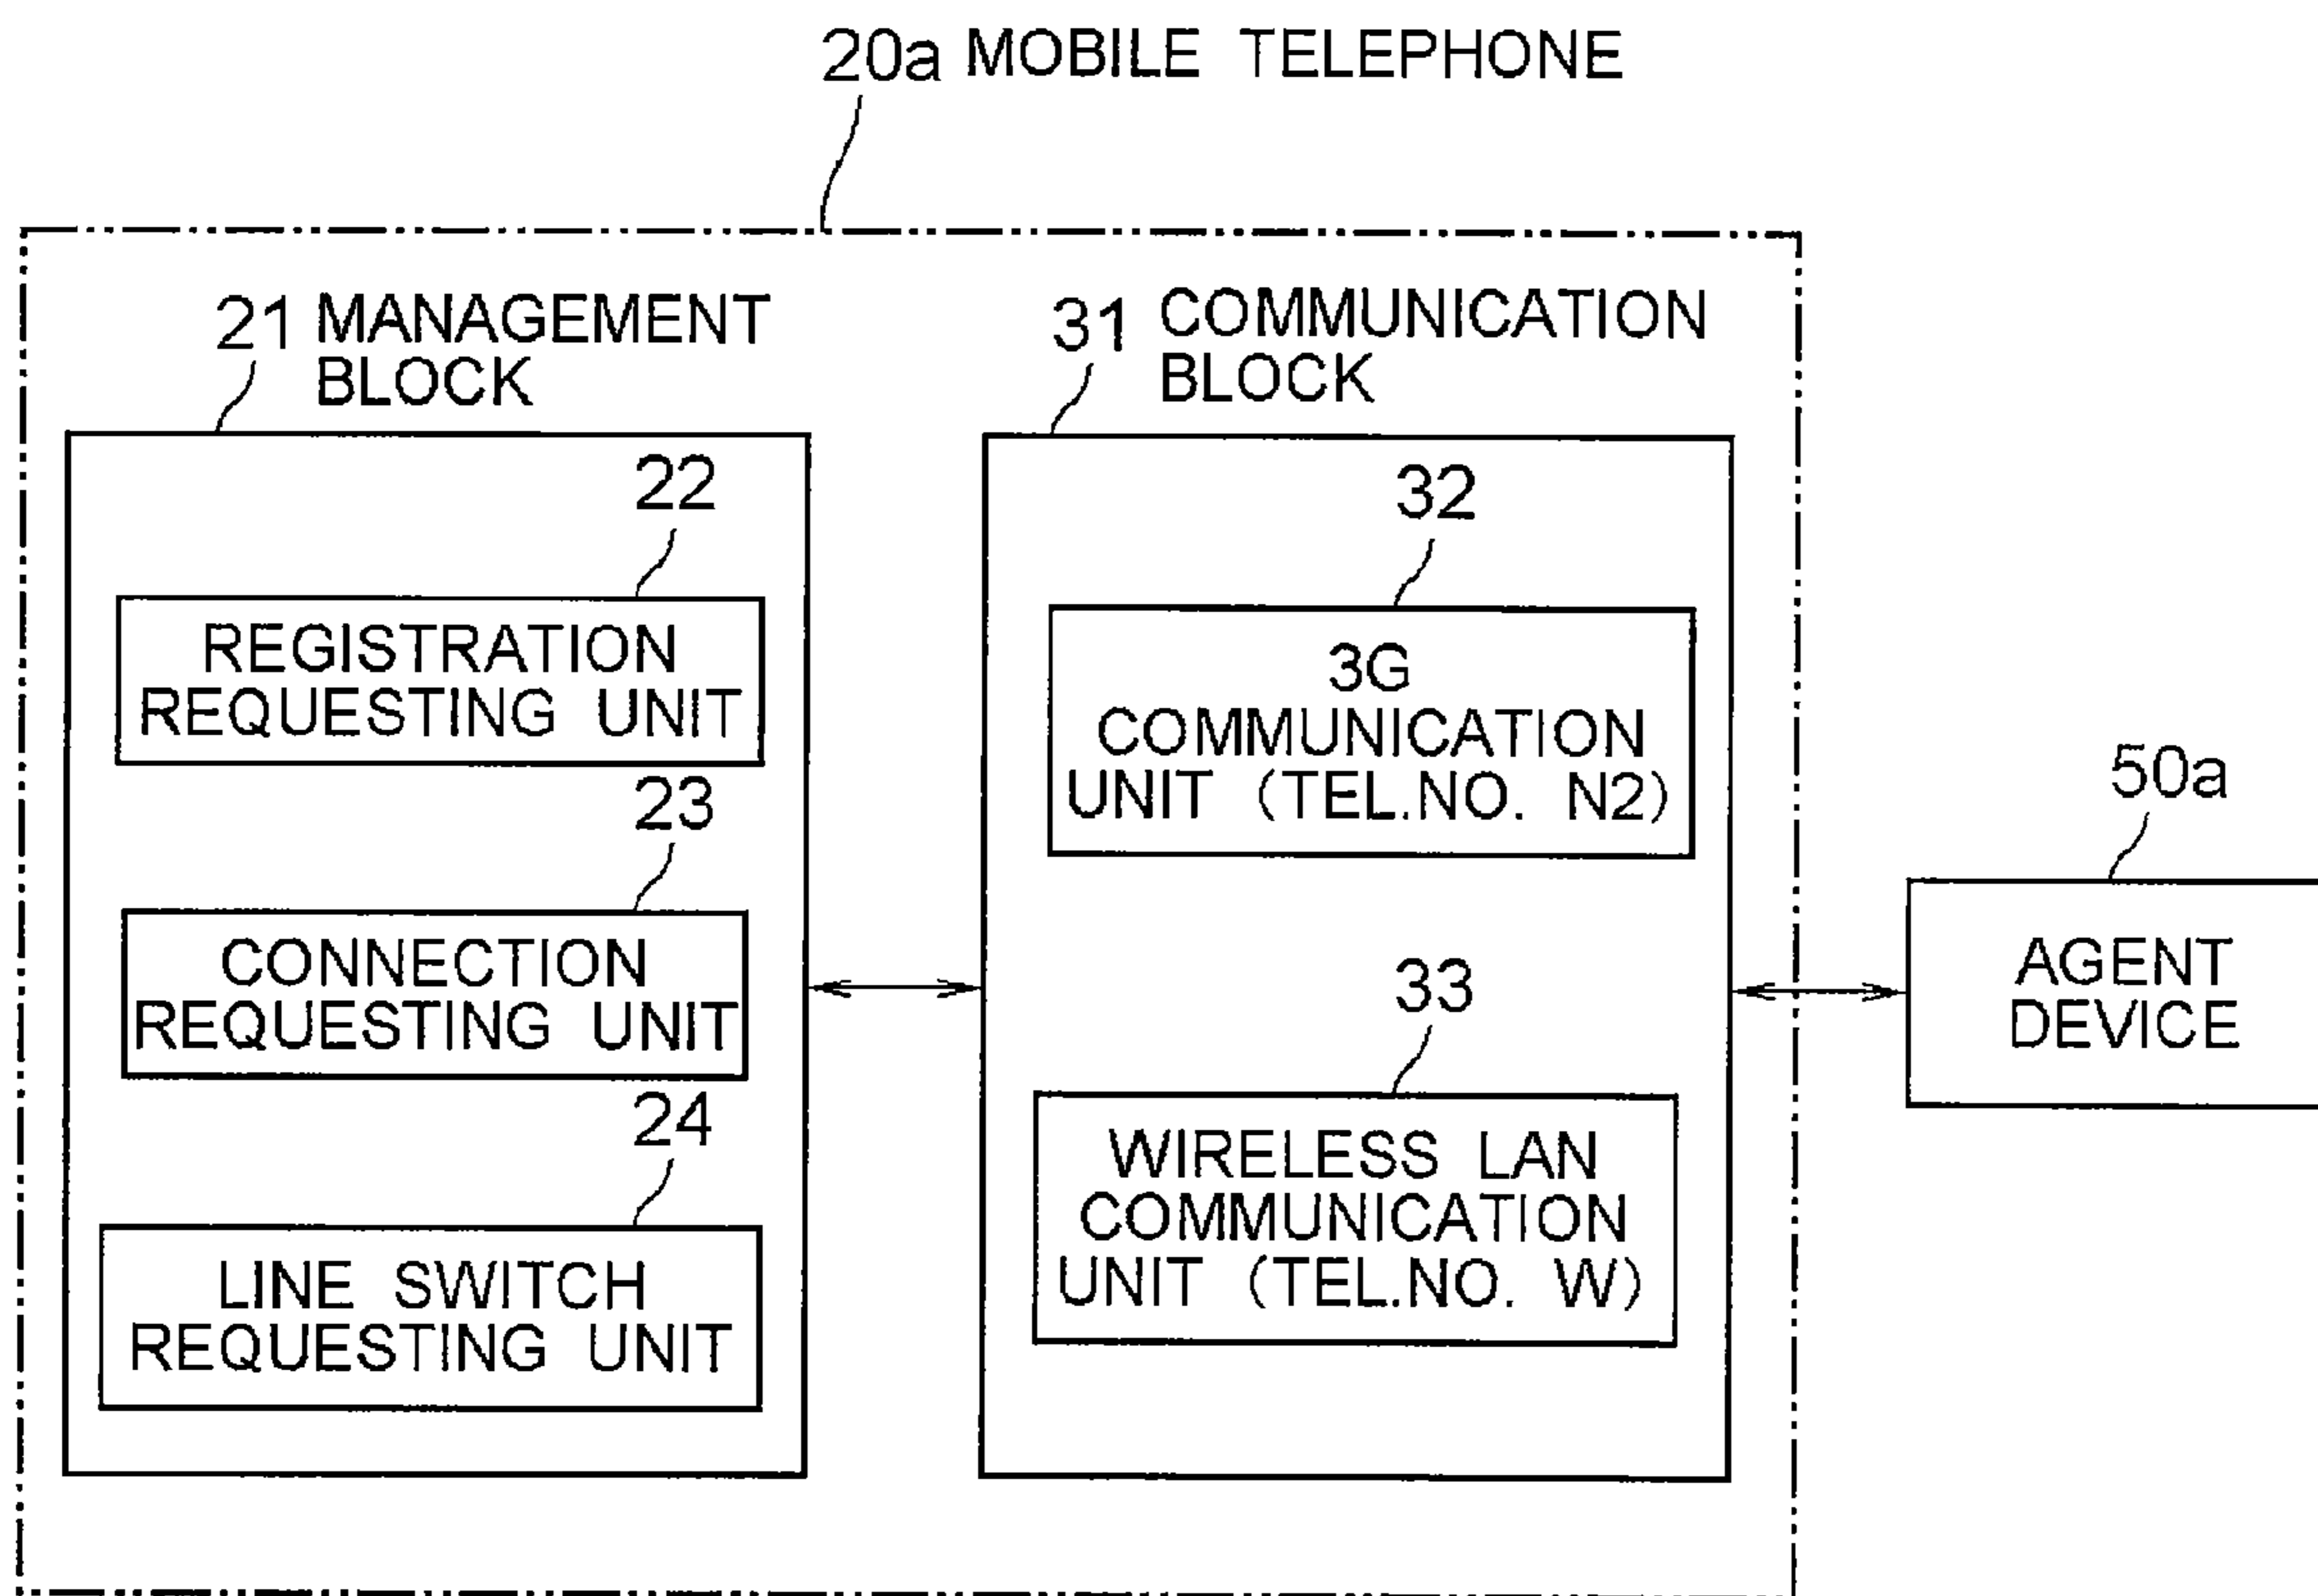 20a MOBILE TELEPHONE
21 MANAGEMENT
BLOCK
22
REGISTRATION
REQUESTING UNIT
23
CONNECTION
REQUESTING UNIT
24
LINE SWITCH
REQUESTING UNIT
31 COMMUNICATION
BLOCK
32
3G
COMMUNICATION
UNIT (TEL.NO. N2)
33
WIRELESS LAN
COMMUNICATION
UNIT (TEL.NO. W)
50a
AGENT
DEVICE